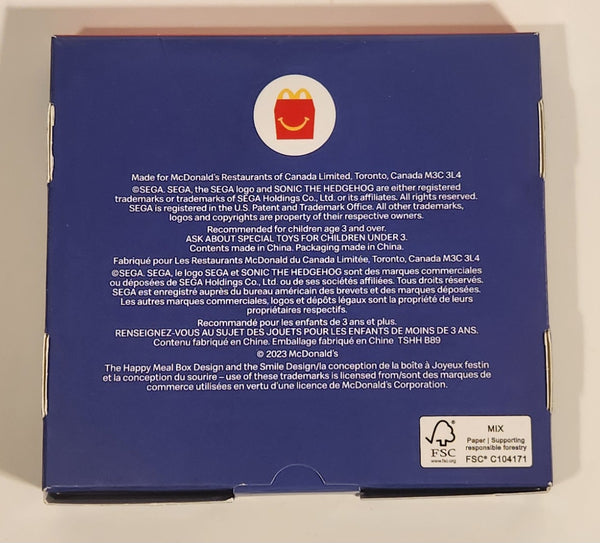 Made for McDonald's Restaurants of Canada Limited, Toronto, Canada M3C 3L4
©SEGA. SEGA, the SEGA logo and SONIC THE HEDGEHOG are either registered
trademarks or trademarks of SEGA Holdings Co., Ltd. or its affiliates. All rights reserved.
SEGA is registered in the U.S. Patent and Trademark Office. All other trademarks,
logos and copyrights are property of their respective owners.
Recommended for children age 3 and over.
ASK ABOUT SPECIAL TOYS FOR CHILDREN UNDER 3.
Contents made in China. Packaging made in China.
Fabriqué pour Les Restaurants McDonald du Canada Limitée, Toronto, Canada M3C 3L4
©SEGA. SEGA, le logo SEGA et SONIC THE HEDGEHOG sont des marques commerciales
ou déposées de SEGA Holdings Co., Ltd. ou de ses sociétés affiliées. Tous droits réservés.
SEGA est enregistré auprès du bureau américain des brevets et des marques déposées.
Les autres marques commerciales, logos et dépôts légaux sont la propriété de leurs
propriétaires respectifs.
Recommandé pour les enfants de 3 ans et plus.
RENSEIGNEZ-VOUS AU SUJET DES JOUETS POUR LES ENFANTS DE MOINS DE 3 ANS.
Contenu fabriqué en Chine. Emballage fabriqué en Chine TSHH B89
© 2023 McDonald's
The Happy Meal Box Design and the Smile Design/la conception de la boîte à Joyeux festin
et la conception du sourire – use of these trademarks is licensed from/sont des marques de
commerce utilisées en vertu d'une licence de McDonald's Corporation.
FSC
www.fsc.org
MIX
Paper | Supporting
responsible forestry
FSC® C104171